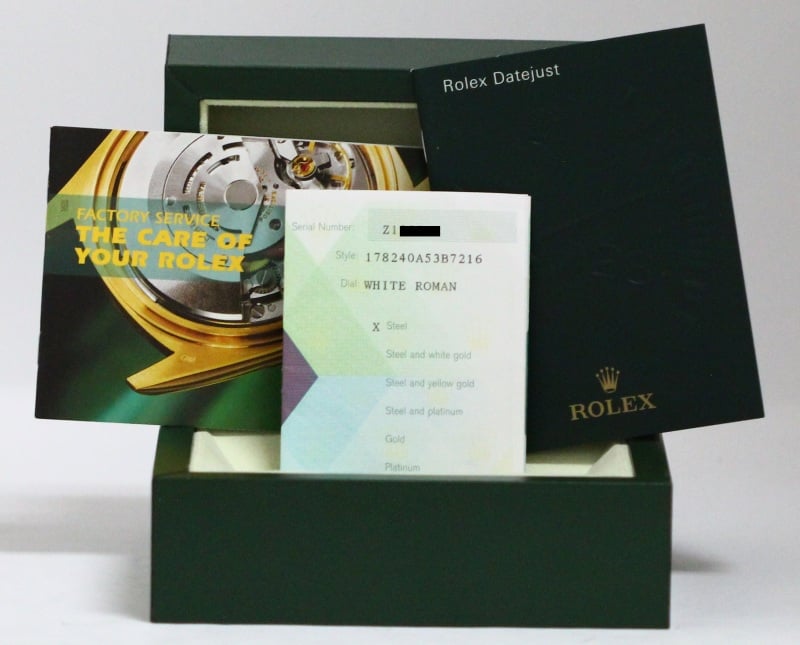 Rolex Datejust
FACTORY SERVICE
THE CARE OF
YOUR ROLEX
Serial Number: Z1
Style: 178240A53B7216
Dial: WHITE ROMAN
X Steel
Steel and white gold
Steel and yellow gold
Steel and platinum
Gold
Platinum
ROLEX